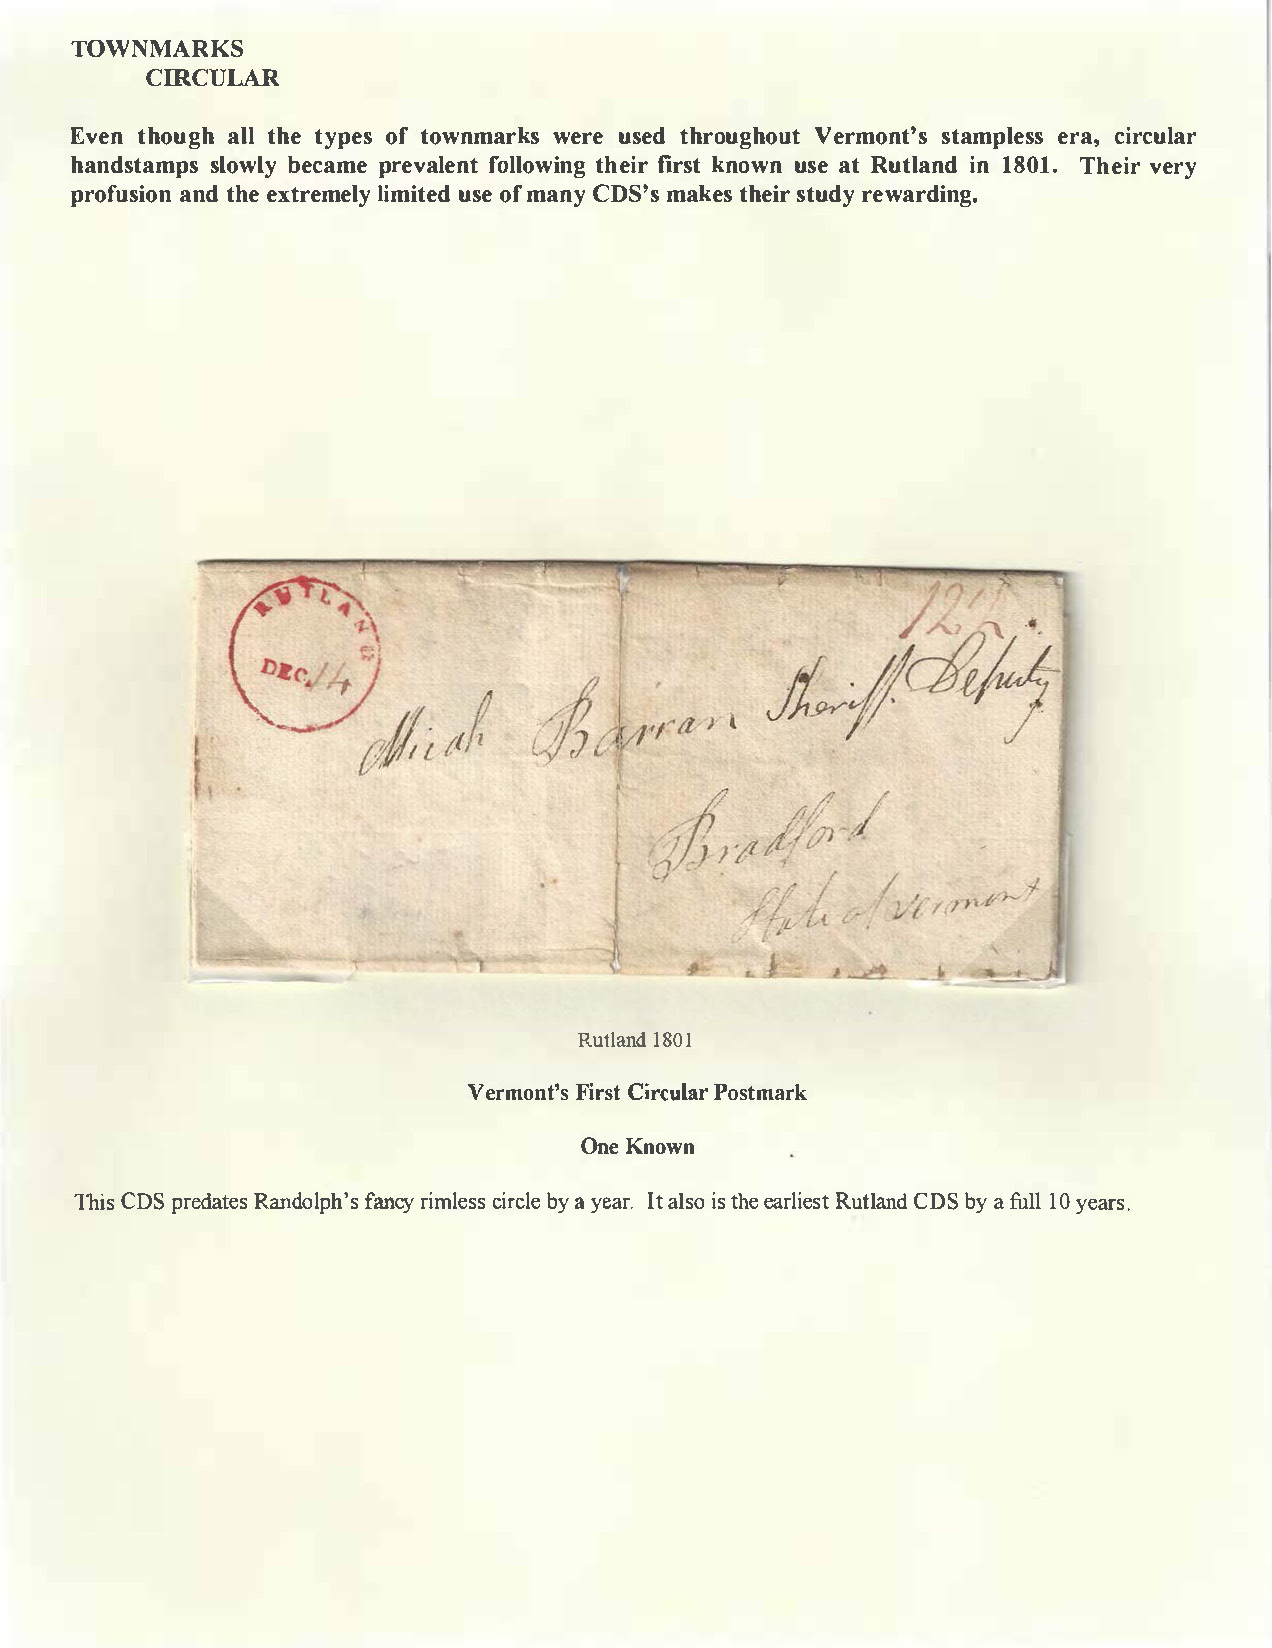 TOWNMARKS
CIRCULAR
Even though all the types of townmarks were used throughout Vermont's stampless era, circular
handstamps slowly became prevalent following their first known use at Rutland in 1801. Their very
profusion and the extremely limited use of many CDS's makes their study rewarding.
RUTLAND
DEC. 14
12½
Micah Barran Sheriff. Deputy
Bradford
State of vermont
Rutland 1801
Vermont's First Circular Postmark
One Known
This CDS predates Randolph's fancy rimless circle by a year. It also is the earliest Rutland CDS by a full 10 years.